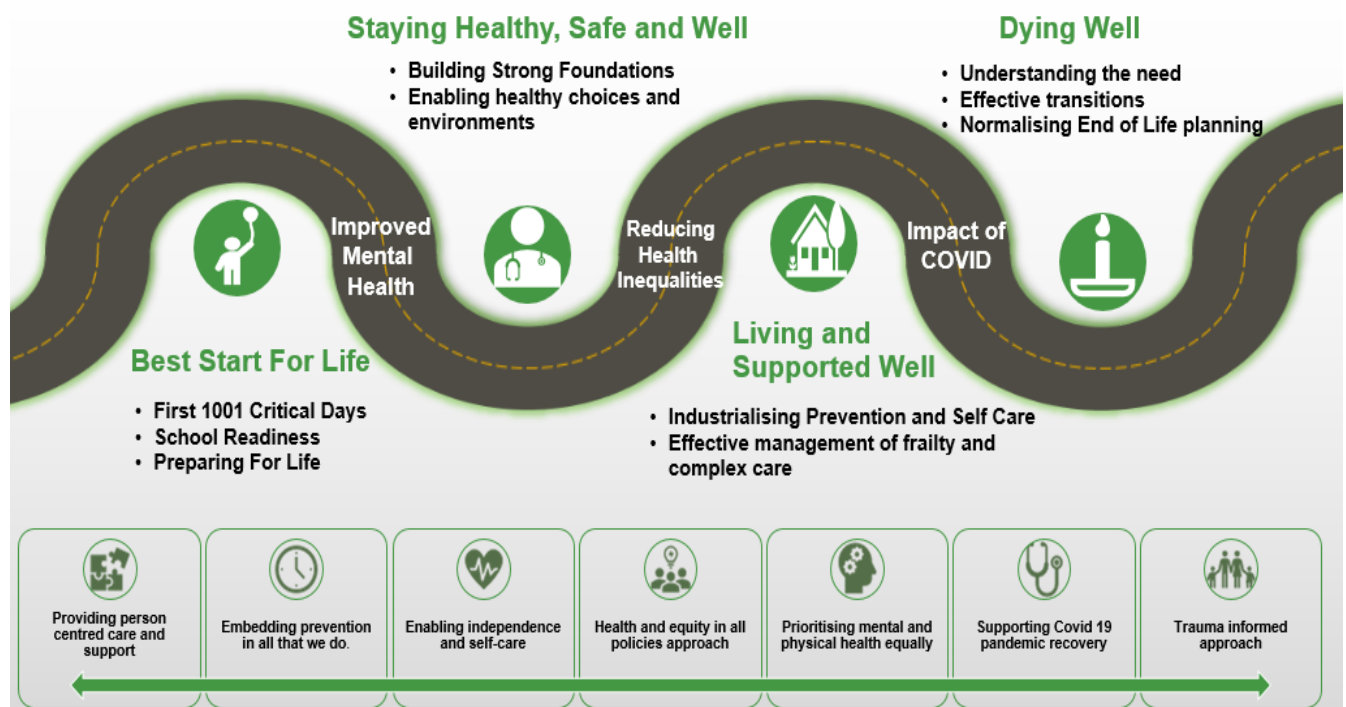 Staying Healthy, Safe and Well
• Building Strong Foundations
• Enabling healthy choices and
environments
Dying Well
• Understanding the need
• Effective transitions
• Normalising End of Life planning
Improved
Mental
Health
Reducing
Health
Inequalities
Impact of
COVID
Best Start For Life
• First 1001 Critical Days
• School Readiness
• Preparing For Life
Living and
Supported Well
• Industrialising Prevention and Self Care
• Effective management of frailty and
complex care
Providing person
centred care and
support
Embedding prevention
in all that we do.
Enabling independence
and self-care
Health and equity in all
policies approach
Prioritising mental and
physical health equally
Supporting Covid 19
pandemic recovery
Trauma informed
approach